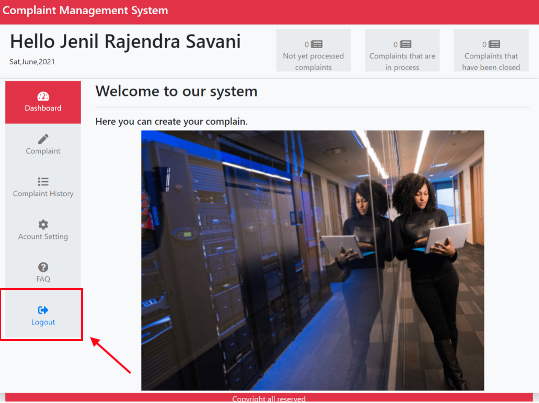 Complaint Management System
Hello Jenil Rajendra Savani
Sat,June,2021
0
Not yet processed
complaints
0
Complaints that are
in process
0
Complaints that
have been closed
Dashboard
Complaint
Complaint History
Acount Setting
FAQ
Logout
Welcome to our system
Here you can create your complain.
Copyright all reserved